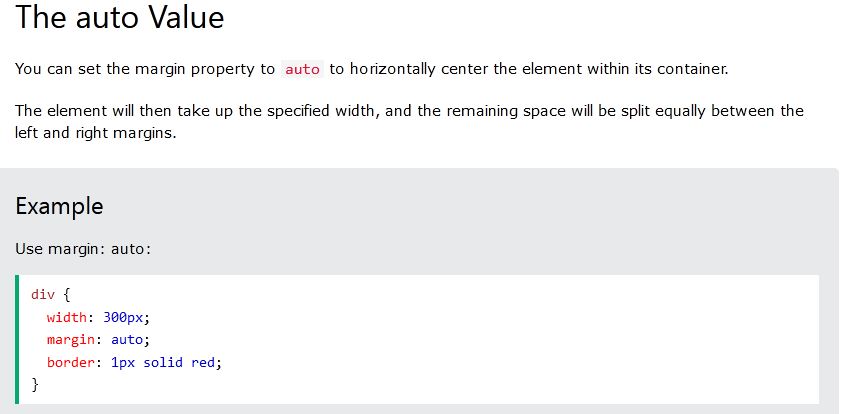 The auto Value
You can set the margin property to auto to horizontally center the element within its container.
The element will then take up the specified width, and the remaining space will be split equally between the
left and right margins.
Example
Use margin: auto:
div {
  width: 300px;
  margin: auto;
  border: 1px solid red;
}